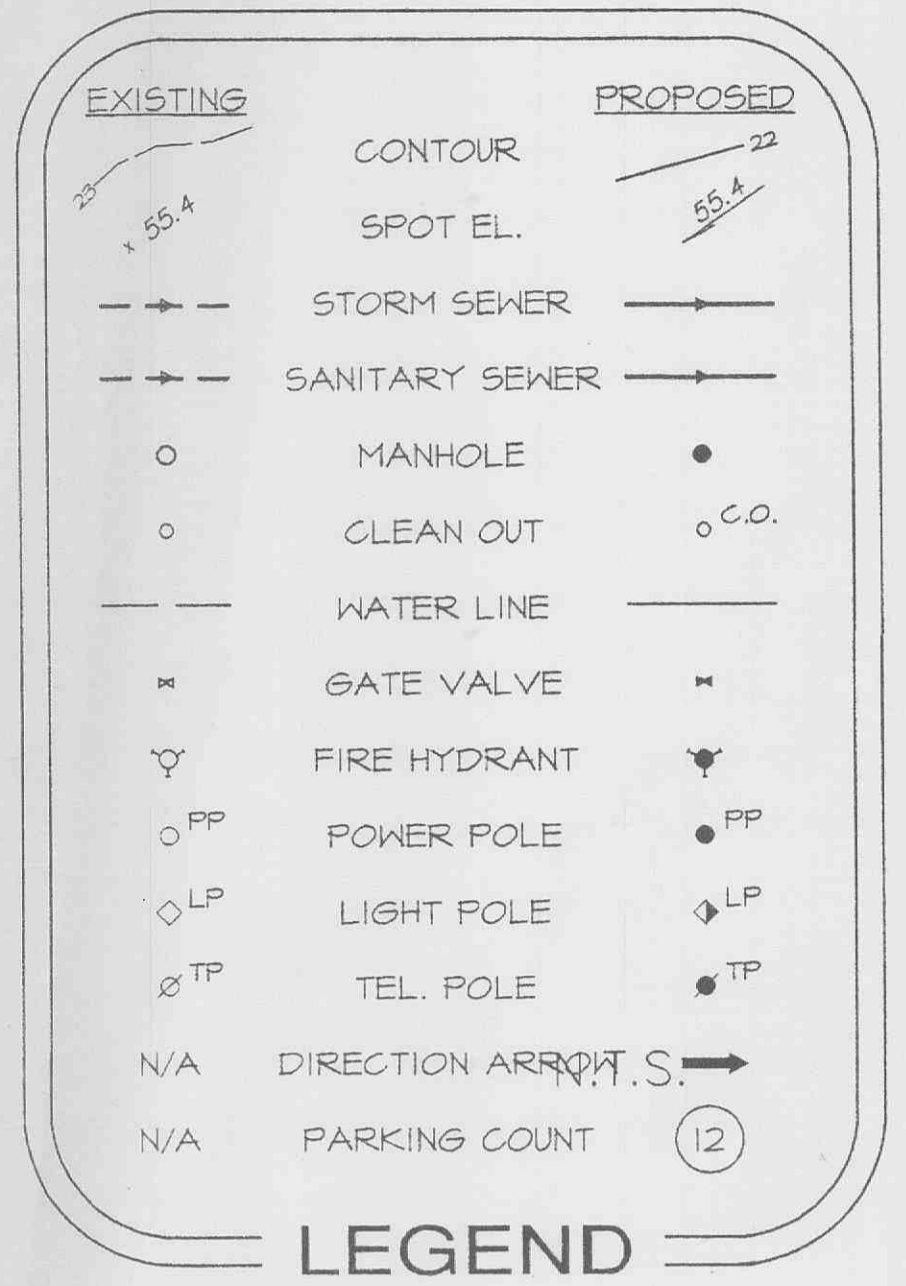 EXISTING PROPOSED
23 CONTOUR 22
x 55.4 SPOT EL. 55.4
STORM SEWER
SANITARY SEWER
MANHOLE
CLEAN OUT C.O.
WATER LINE
GATE VALVE
FIRE HYDRANT
PP POWER POLE PP
LP LIGHT POLE LP
TP TEL. POLE TP
N/A DIRECTION ARROW N.T.S.
N/A PARKING COUNT 12
LEGEND